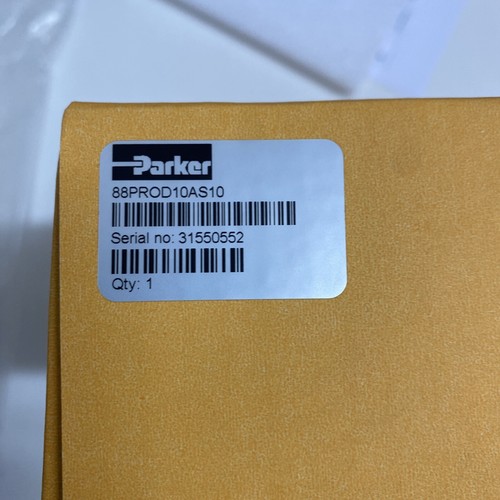 Parker
88PROD10AS10
Serial no: 31550552
Qty: 1